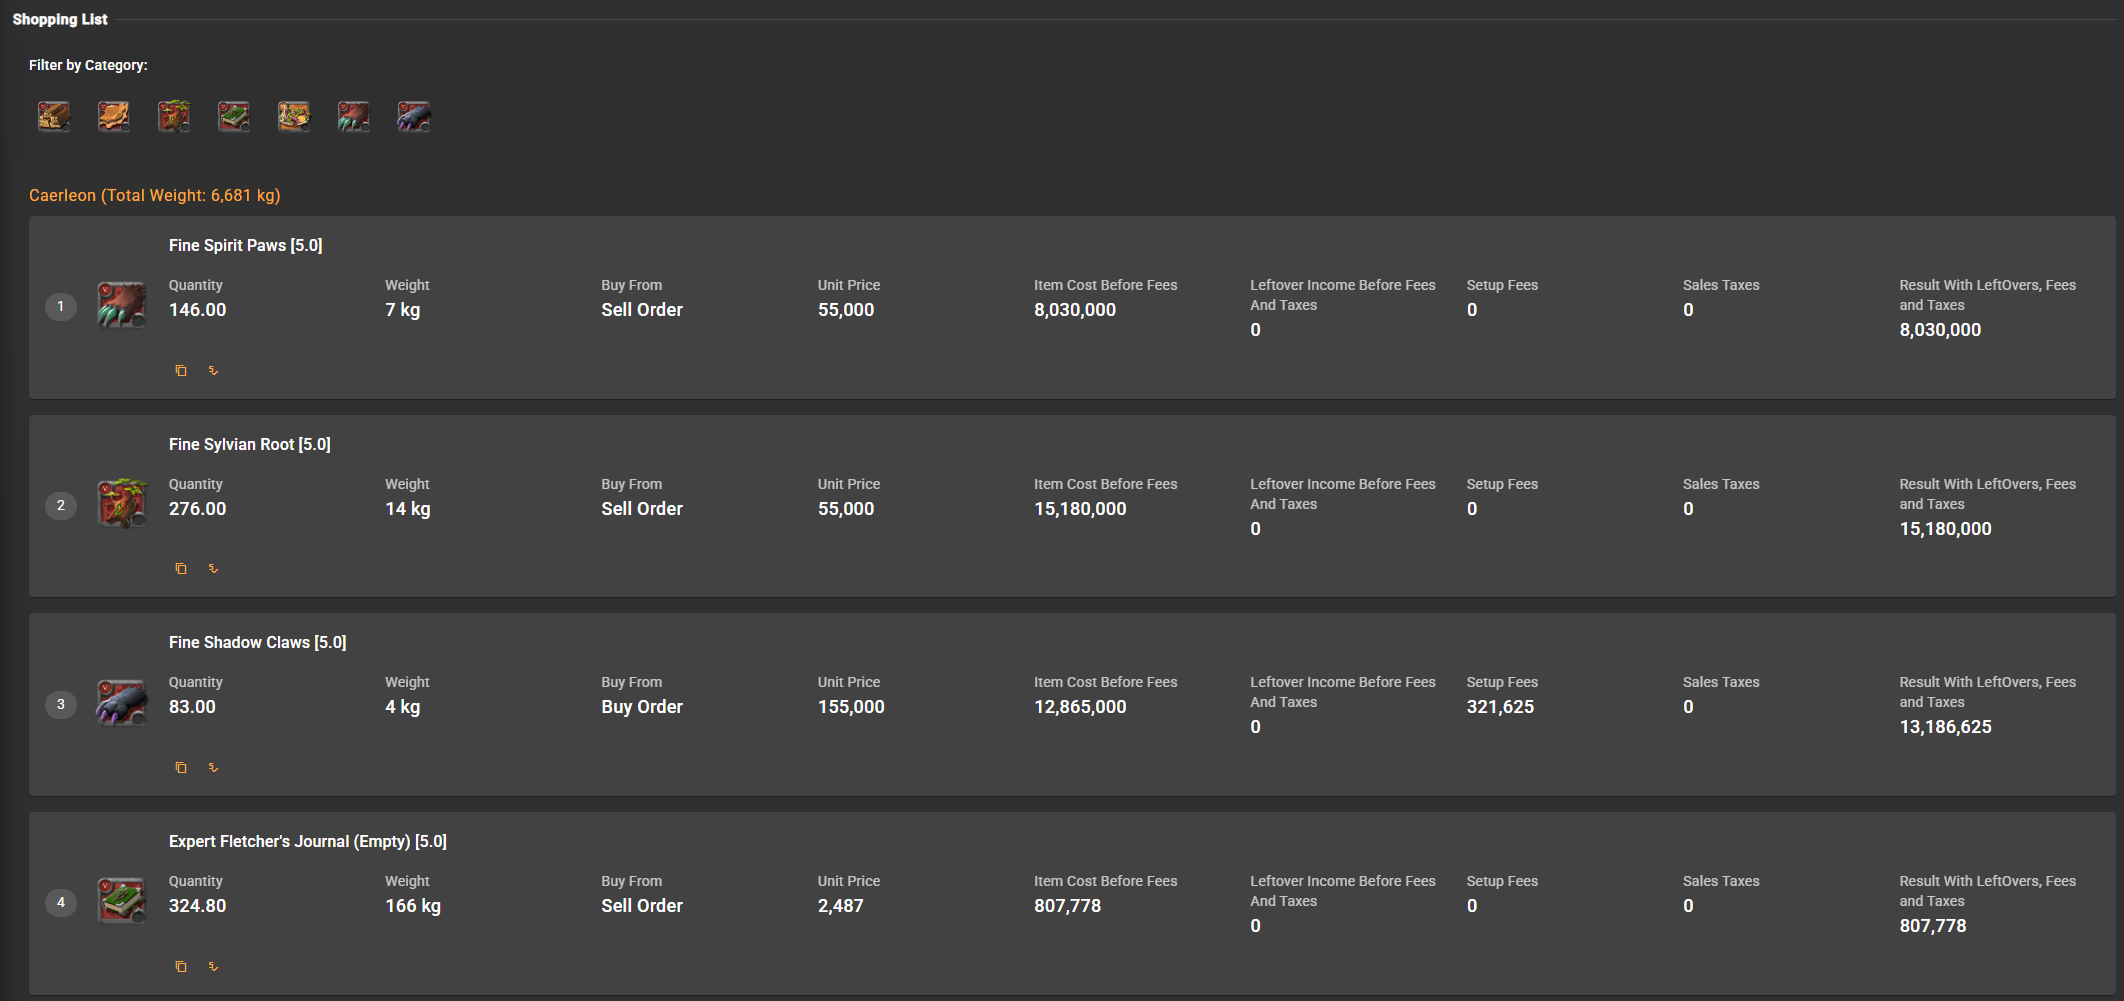 Shopping List
Filter by Category:
Caerleon (Total Weight: 6,681 kg)
Fine Spirit Paws [5.0]
Quantity
146.00
Weight
7 kg
Buy From
Sell Order
Unit Price
55,000
Item Cost Before Fees
8,030,000
Leftover Income Before Fees
And Taxes
0
Setup Fees
0
Sales Taxes
0
Result With LeftOvers, Fees
and Taxes
8,030,000
1
Fine Sylvian Root [5.0]
Quantity
276.00
Weight
14 kg
Buy From
Sell Order
Unit Price
55,000
Item Cost Before Fees
15,180,000
Leftover Income Before Fees
And Taxes
0
Setup Fees
0
Sales Taxes
0
Result With LeftOvers, Fees
and Taxes
15,180,000
2
Fine Shadow Claws [5.0]
Quantity
83.00
Weight
4 kg
Buy From
Buy Order
Unit Price
155,000
Item Cost Before Fees
12,865,000
Leftover Income Before Fees
And Taxes
0
Setup Fees
321,625
Sales Taxes
0
Result With LeftOvers, Fees
and Taxes
13,186,625
3
Expert Fletcher's Journal (Empty) [5.0]
Quantity
324.80
Weight
166 kg
Buy From
Sell Order
Unit Price
2,487
Item Cost Before Fees
807,778
Leftover Income Before Fees
And Taxes
0
Setup Fees
0
Sales Taxes
0
Result With LeftOvers, Fees
and Taxes
807,778
4